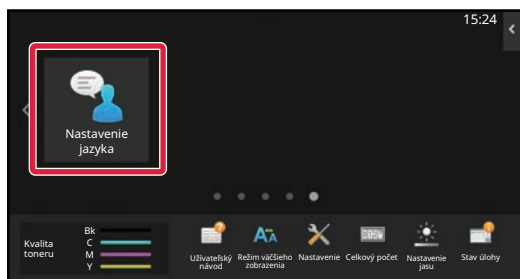 15:24
Nastavenie
jazyka
Kvalita
toneru
Bk
C
M
Y
Užívateľský
návod
Režim väčšieho
zobrazenia
Nastavenie
Celkový počet
Nastavenie
jasu
Stav úlohy